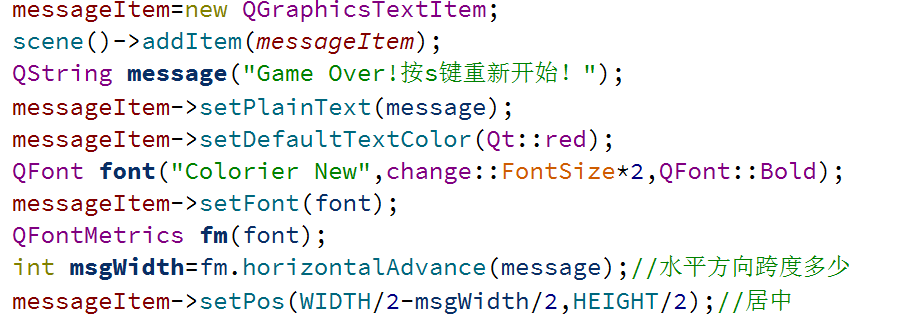 messageItem=new QGraphicsTextItem;
scene()->addItem(messageItem);
QString message("Game Over!按s键重新开始！");
messageItem->setPlainText(message);
messageItem->setDefaultTextColor(Qt::red);
QFont font("Colorier New",change::FontSize*2,QFont::Bold);
messageItem->setFont(font);
QFontMetrics fm(font);
int msgWidth=fm.horizontalAdvance(message);//水平方向跨度多少
messageItem->setPos(WIDTH/2-msgWidth/2,HEIGHT/2);//居中